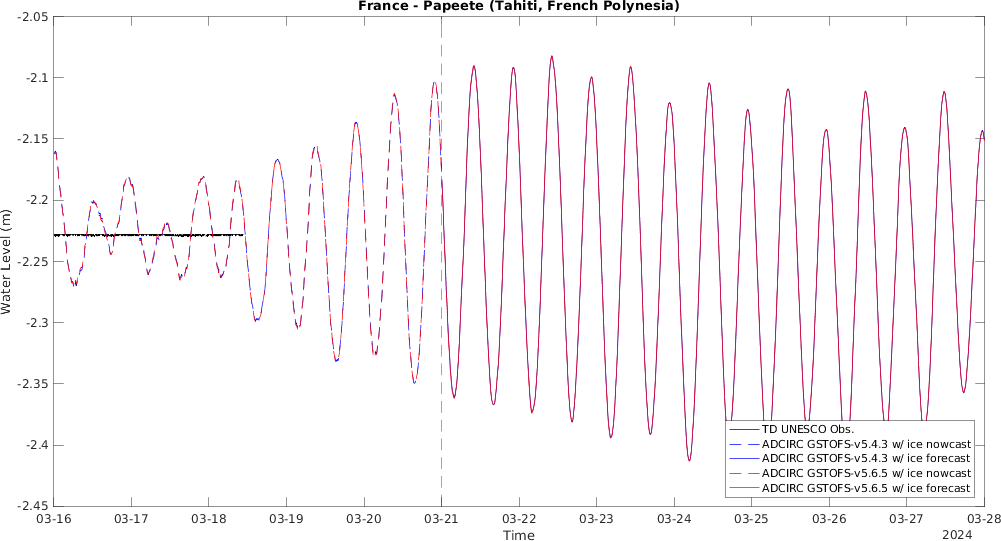 France - Papeete (Tahiti, French Polynesia)
-2.05
-2.1
-2.15
-2.2
-2.25
-2.3
-2.35
-2.4
-2.45
Water Level (m)
TD UNESCO Obs.
ADCIRC GSTOFS-v5.4.3 w/ ice nowcast
ADCIRC GSTOFS-v5.4.3 w/ ice forecast
ADCIRC GSTOFS-v5.6.5 w/ ice nowcast
ADCIRC GSTOFS-v5.6.5 w/ ice forecast
03-16 03-17 03-18 03-19 03-20 03-21 03-22 03-23 03-24 03-25 03-26 03-27 03-28
Time
2024